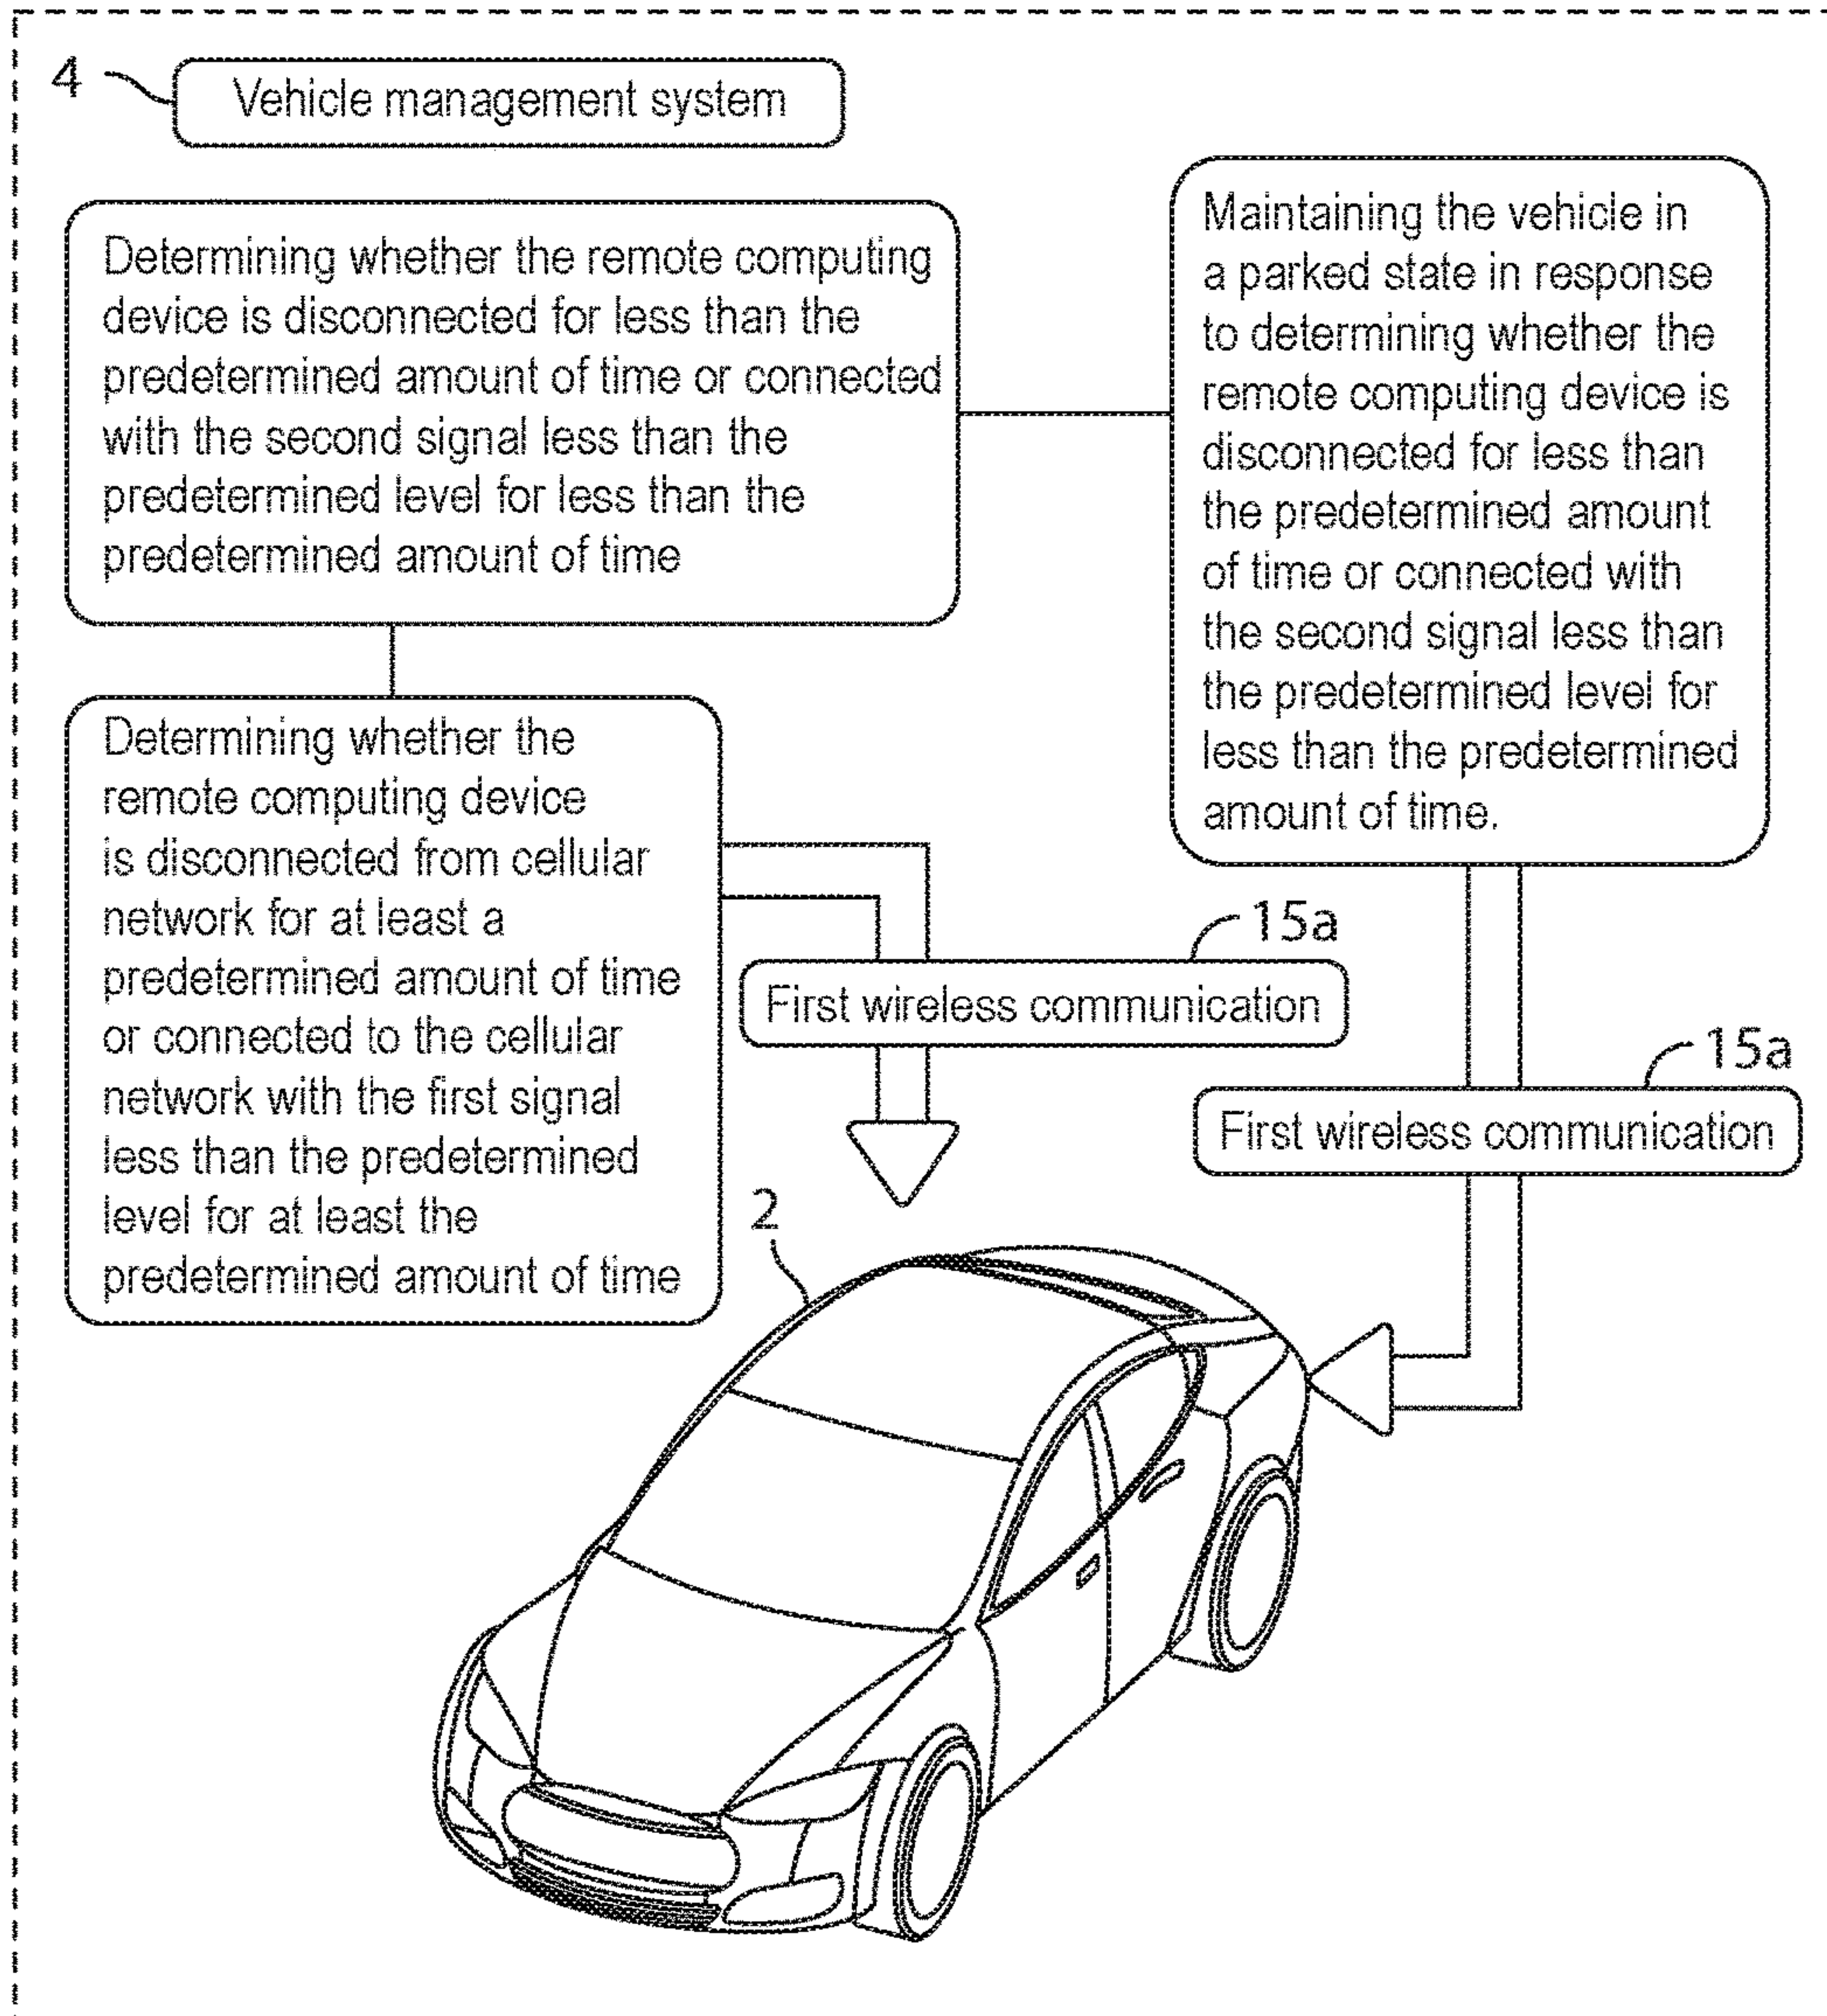 4
Vehicle management system
Determining whether the remote computing
device is disconnected for less than the
predetermined amount of time or connected
with the second signal less than the
predetermined level for less than the
predetermined amount of time
Maintaining the vehicle in
a parked state in response
to determining whether the
remote computing device is
disconnected for less than
the predetermined amount
of time or connected with
the second signal less than
the predetermined level for
less than the predetermined
amount of time.
Determining whether the
remote computing device
is disconnected from cellular
network for at least a
predetermined amount of time
or connected to the cellular
network with the first signal
less than the predetermined
level for at least the
predetermined amount of time
15a
First wireless communication
15a
First wireless communication
2